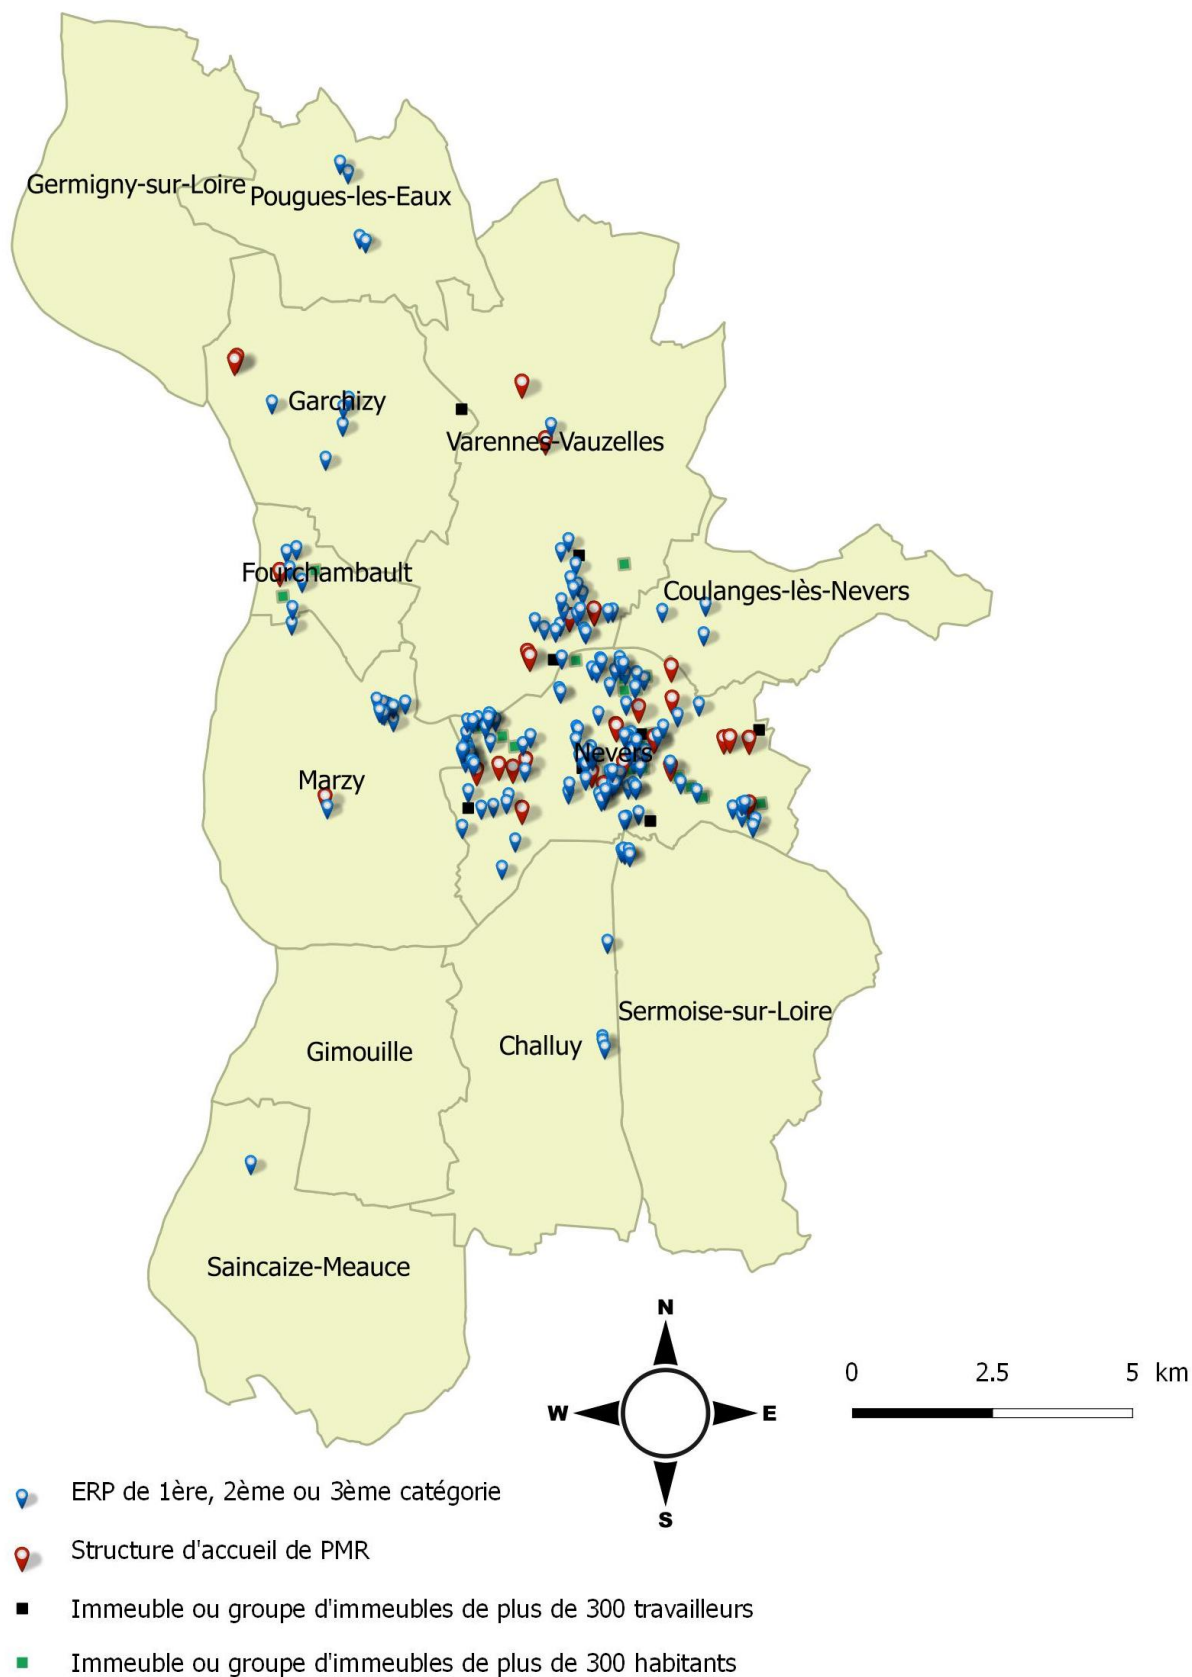 Germigny-sur-Loire
Pougues-les-Eaux
Garchizy
Varennes-Vauzelles
Fourchambault
Coulanges-lès-Nevers
Nevers
Marzy
Sermoise-sur-Loire
Gimouille
Challuy
Saincaize-Meauce
N
W
E
S
0 2.5 5 km
ERP de 1ère, 2ème ou 3ème catégorie
Structure d'accueil de PMR
Immeuble ou groupe d'immeubles de plus de 300 travailleurs
Immeuble ou groupe d'immeubles de plus de 300 habitants